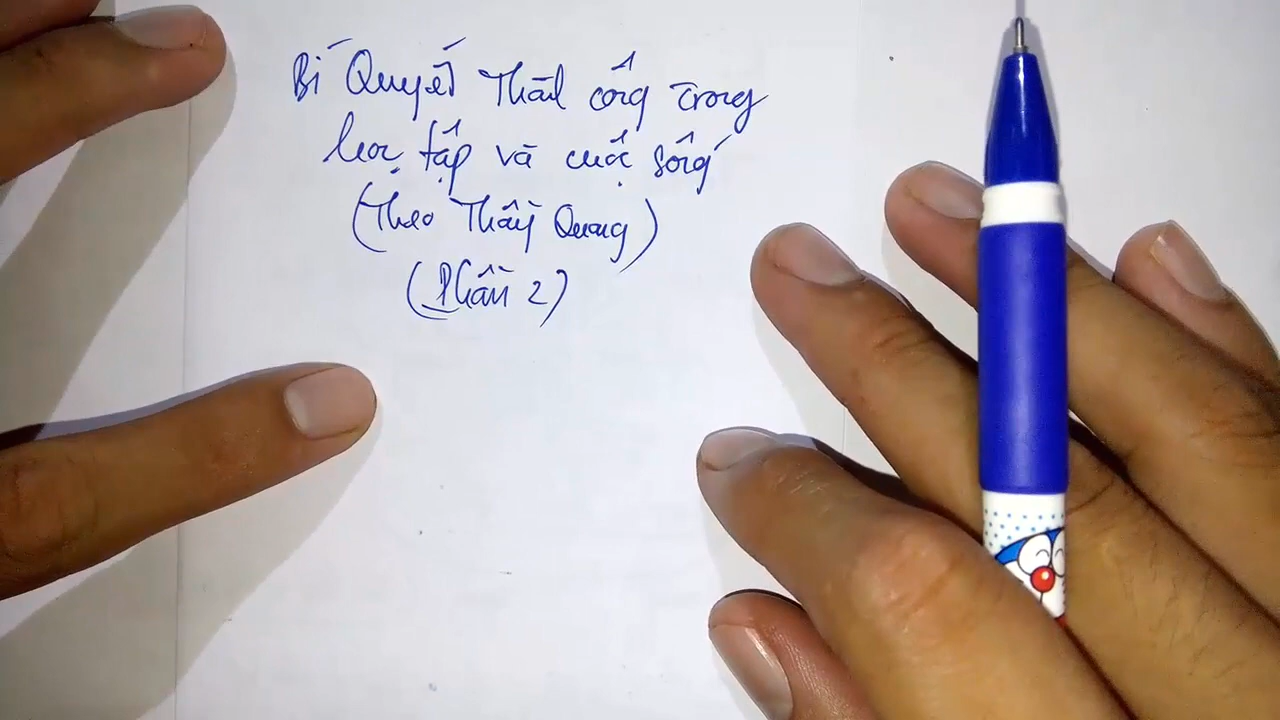 Bí Quyết Thành công trong
học tập và cuộc sống
(Theo Thầy Quang)
(Phần 2)